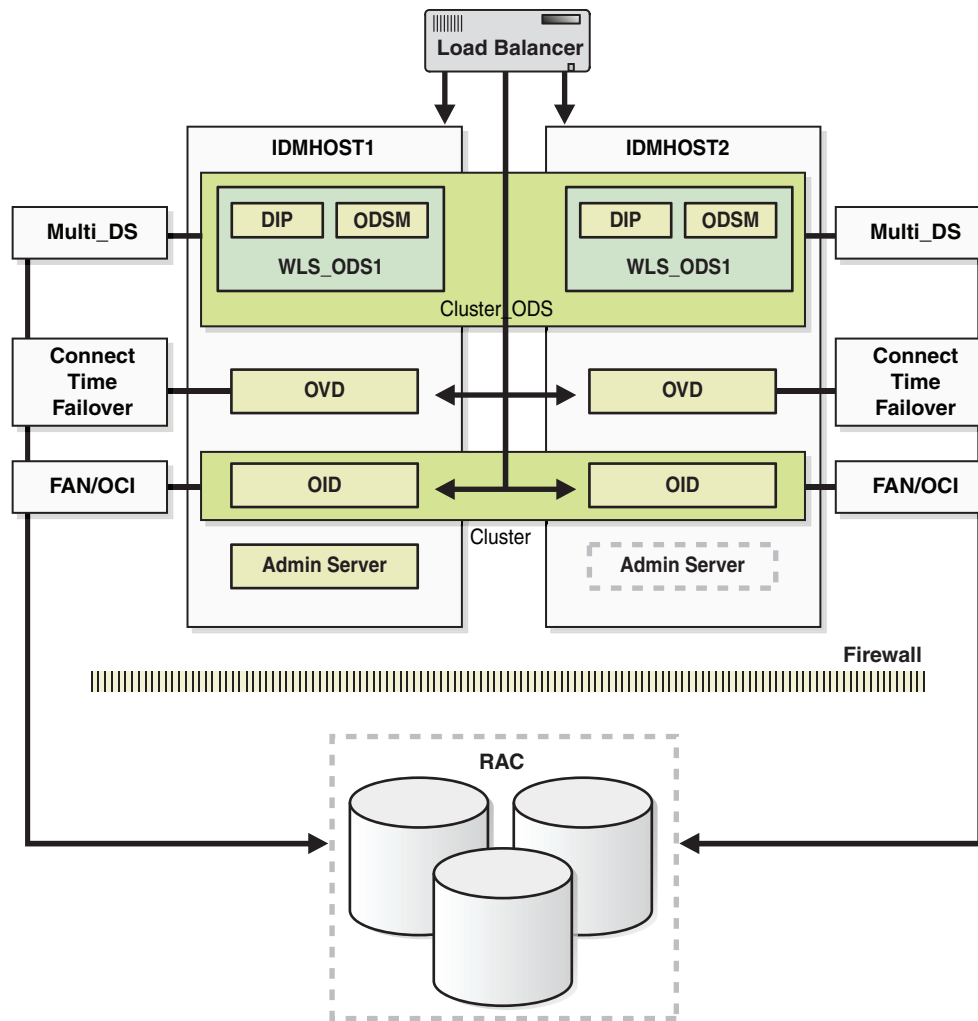 Load Balancer
IDMHOST1
IDMHOST2
DIP
ODSM
WLS_ODS1
DIP
ODSM
WLS_ODS1
Multi_DS
Multi_DS
Cluster_ODS
Connect
Time
Failover
OVD
OVD
Connect
Time
Failover
FAN/OCI
OID
OID
FAN/OCI
Cluster
Admin Server
Admin Server
Firewall
RAC